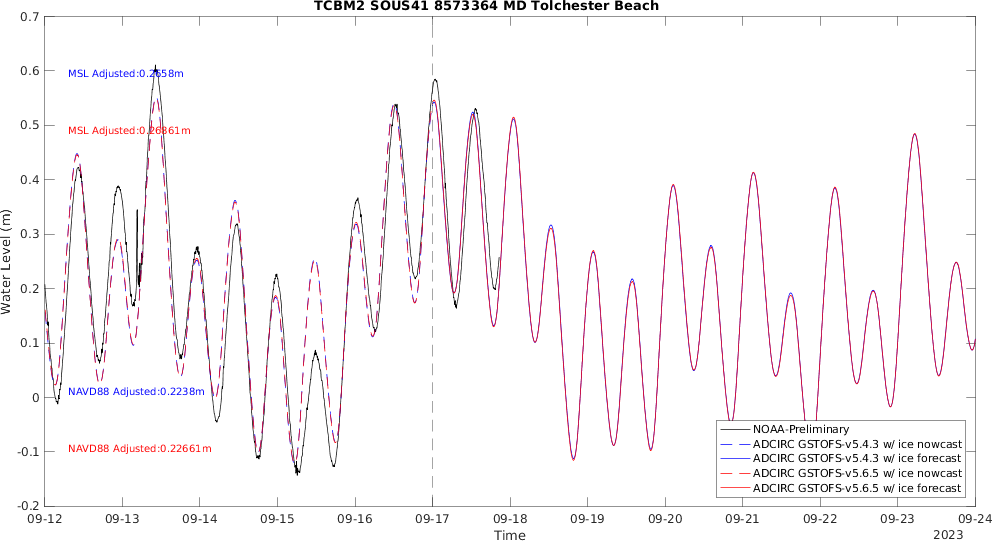 TCBM2 SOUS41 8573364 MD Tolchester Beach
Water Level (m)
0.7
0.6
0.5
0.4
0.3
0.2
0.1
0
-0.1
-0.2
MSL Adjusted:0.2658m
MSL Adjusted:0.26861m
NAVD88 Adjusted:0.2238m
NAVD88 Adjusted:0.22661m
NOAA-Preliminary
ADCIRC GSTOFS-v5.4.3 w/ ice nowcast
ADCIRC GSTOFS-v5.4.3 w/ ice forecast
ADCIRC GSTOFS-v5.6.5 w/ ice nowcast
ADCIRC GSTOFS-v5.6.5 w/ ice forecast
09-12 09-13 09-14 09-15 09-16 09-17 09-18 09-19 09-20 09-21 09-22 09-23 09-24
Time
2023